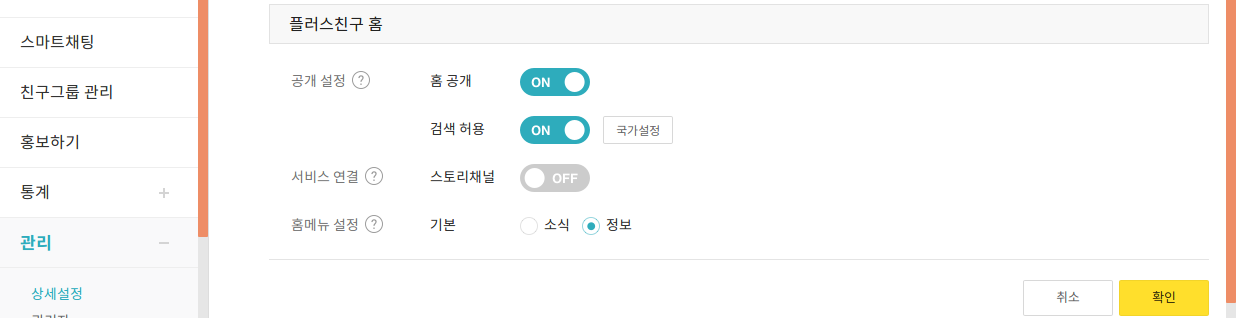 스마트채팅
친구그룹 관리
홍보하기
통계
관리
상세설정
플러스친구 홈
공개 설정 ? 홈 공개 ON
검색 허용 ON 국가설정
서비스 연결 ? 스토리채널 OFF
홈메뉴 설정 ? 기본 소식 정보
취소 확인